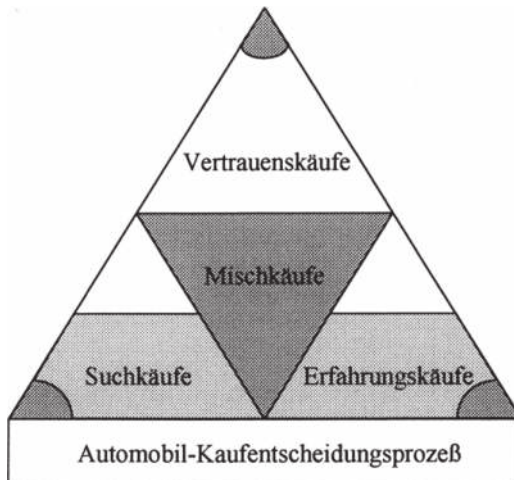 Vertrauenskäufe
Mischkäufe
Suchkäufe
Erfahrungskäufe
Automobil-Kaufentscheidungsprozeß